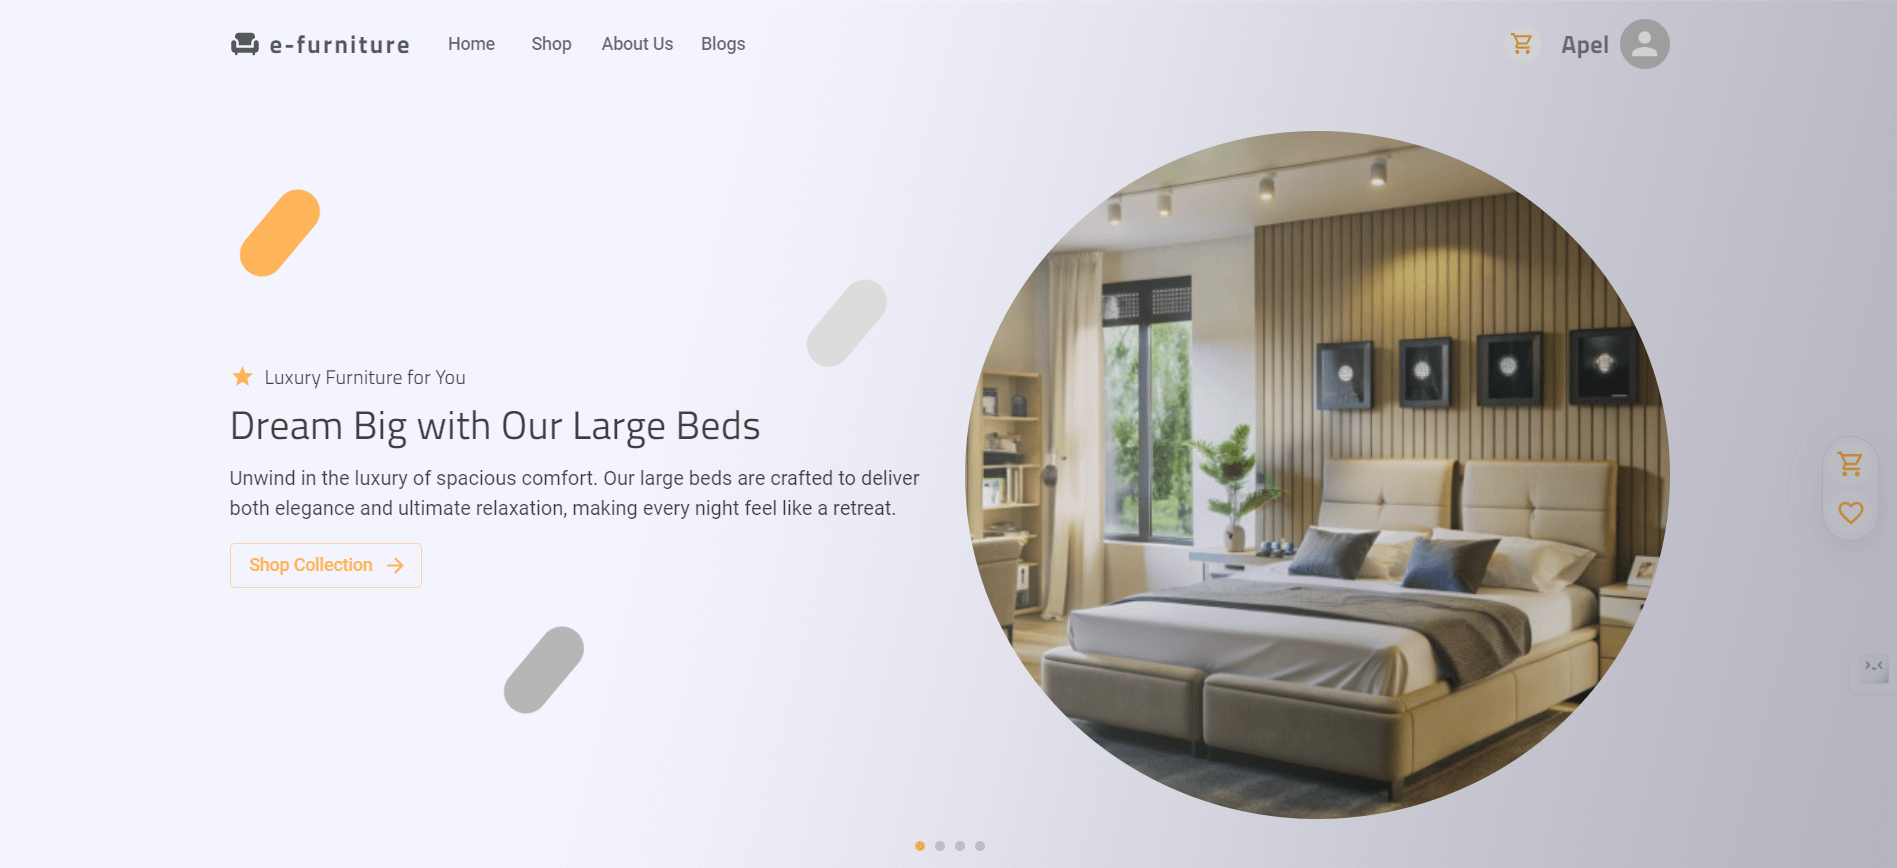 e-furniture Home Shop About Us Blogs Apel
Luxury Furniture for You
Dream Big with Our Large Beds
Unwind in the luxury of spacious comfort. Our large beds are crafted to deliver
both elegance and ultimate relaxation, making every night feel like a retreat.
Shop Collection